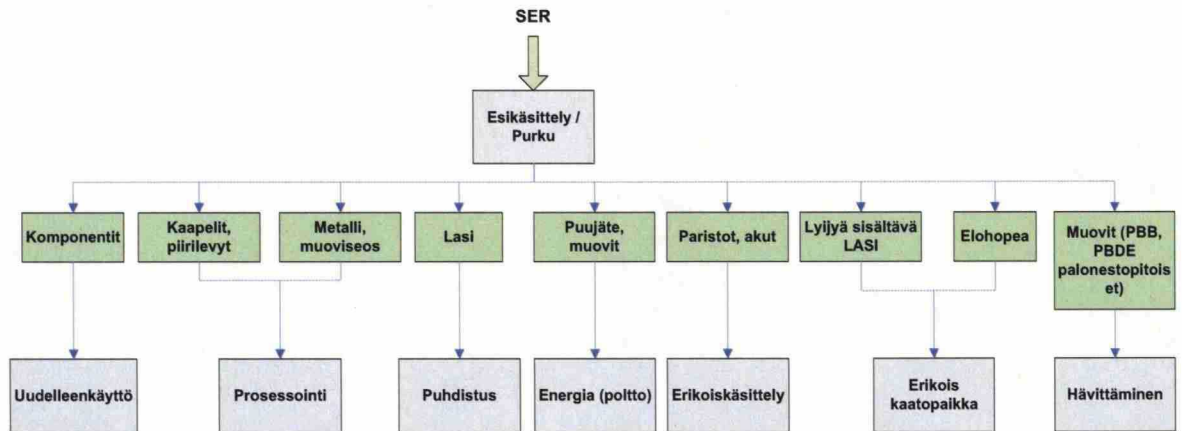 SER
Esikäsittely /
Purku
Komponentit
Kaapelit,
piirilevyt
Metalli,
muoviseos
Lasi
Puujäte,
muovit
Paristot, akut
Lyijyä sisältävä
LASI
Elohopea
Muovit (PBB,
PBDE
palonestopitois
et)
Uudelleenkäyttö
Prosessointi
Puhdistus
Energia (poltto)
Erikoiskäsittely
Erikois
kaatopaikka
Hävittäminen